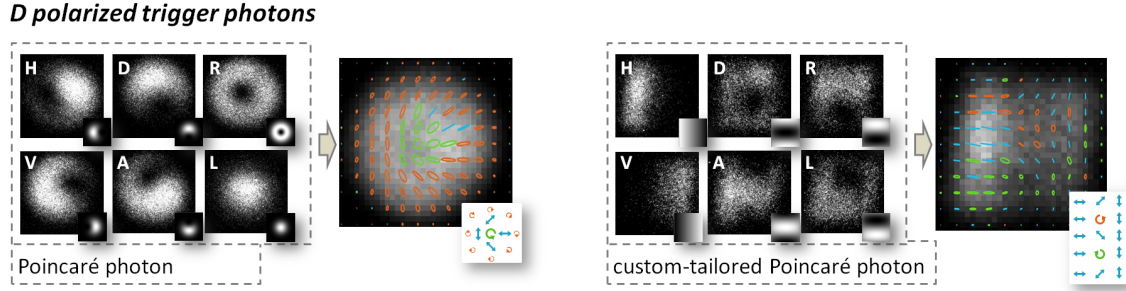 D polarized trigger photons
H D R
V A L
Poincaré photon
H D R
V A L
custom-tailored Poincaré photon